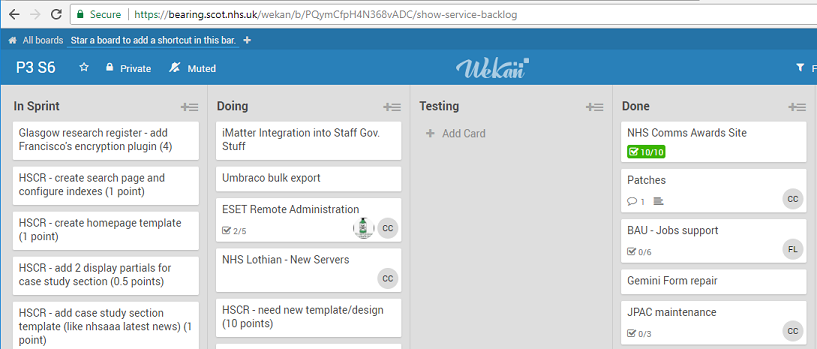 Secure
https://bearing.scot.nhs.uk/wekan/b/PQymCfpH4N368vADC/show-service-backlog
All boards
Star a board to add a shortcut in this bar.
P3 S6
Private
Muted
WeKan
F
In Sprint
Glasgow research register - add
Francisco's encryption plugin (4)
HSCR - create search page and
configure indexes (1 point)
HSCR - create homepage template
(1 point)
HSCR - add 2 display partials for
case study section (0.5 points)
HSCR - add case study section
template (like nhsaaa latest news) (1
point)
Doing
iMatter Integration into Staff Gov.
Stuff
Umbraco bulk export
ESET Remote Administration
2/5
CC
NHS Lothian - New Servers
CC
HSCR - need new template/design
(10 points)
Testing
Add Card
Done
NHS Comms Awards Site
10/10
Patches
1
CC
BAU - Jobs support
0/6
FL
Gemini Form repair
JPAC maintenance
0/3
CC